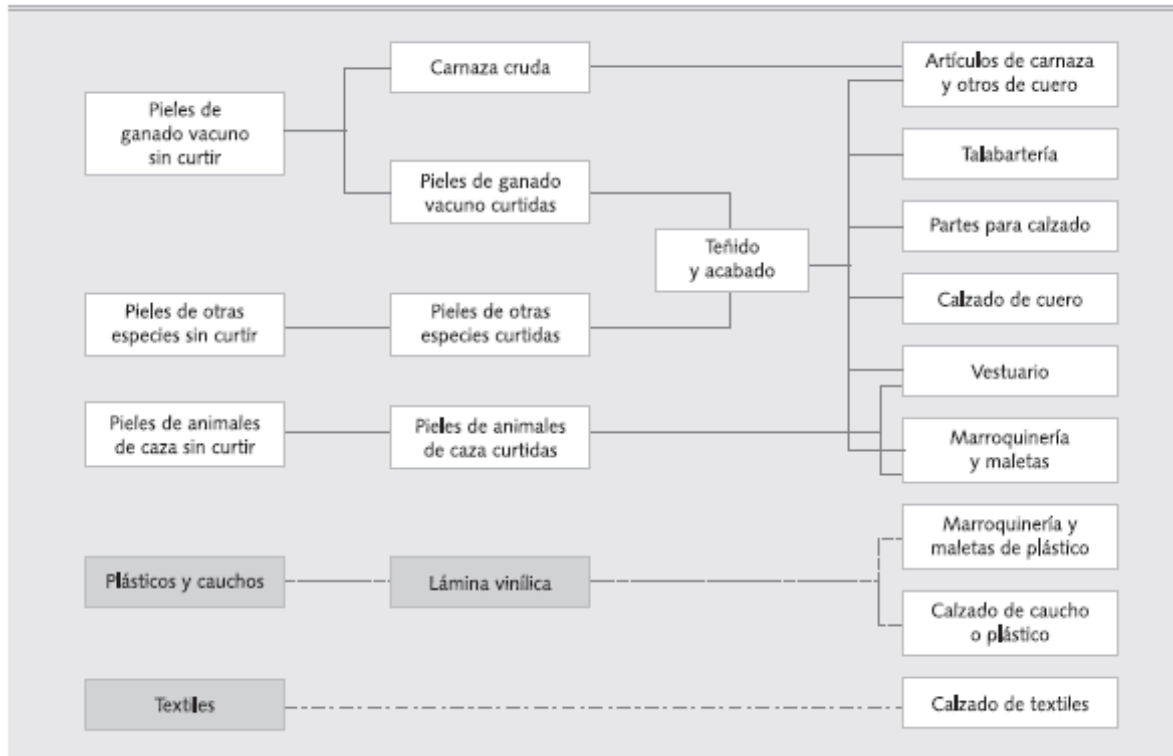 Carnaza cruda
Artículos de carnaza
y otros de cuero
Pieles de
ganado vacuno
sin curtir
Talabartería
Pieles de ganado
vacuno curtidas
Partes para calzado
Teñido
y acabado
Calzado de cuero
Pieles de otras
especies sin curtir
Pieles de otras
especies curtidas
Vestuario
Pieles de animales
de caza sin curtir
Pieles de animales
de caza curtidas
Marroquinería
y maletas
Marroquinería y
maletas de plástico
Plásticos y cauchos
Lámina vinílica
Calzado de caucho
o plástico
Textiles
Calzado de textiles